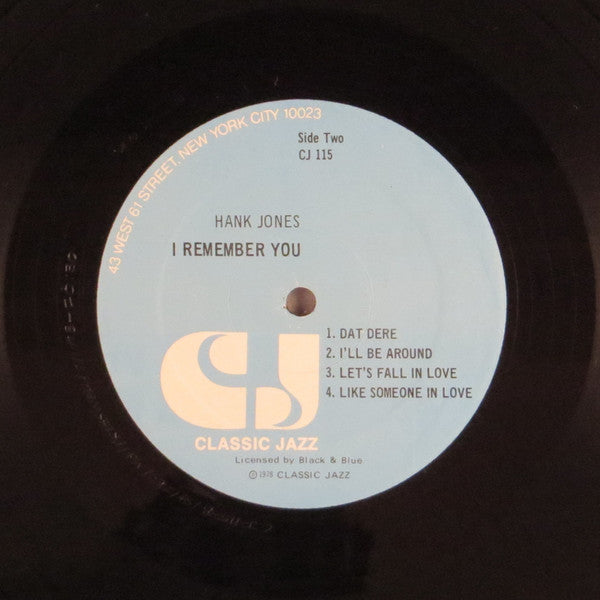 43 WEST 61 STREET, NEW YORK CITY 10023
Side Two
CJ 115
HANK JONES
I REMEMBER YOU
1. DAT DERE
2. I'LL BE AROUND
3. LET'S FALL IN LOVE
4. LIKE SOMEONE IN LOVE
CJ
CLASSIC JAZZ
Licensed by Black & Blue
℗ 1978 CLASSIC JAZZ